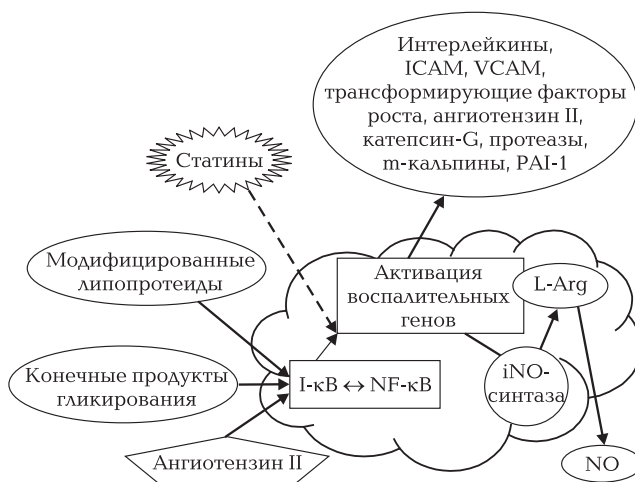 Интерлейкины,
ICAM, VCAM,
трансформирующие факторы
роста, ангиотензин II,
катепсин-G, протеазы,
m-кальпины, PAI-1
Статины
Модифицированные
липопротеиды
Активация
воспалительных
генов
L-Arg
Конечные продукты
гликирования
I-κB ↔ NF-κB
iNO-
синтаза
Ангиотензин II
NO